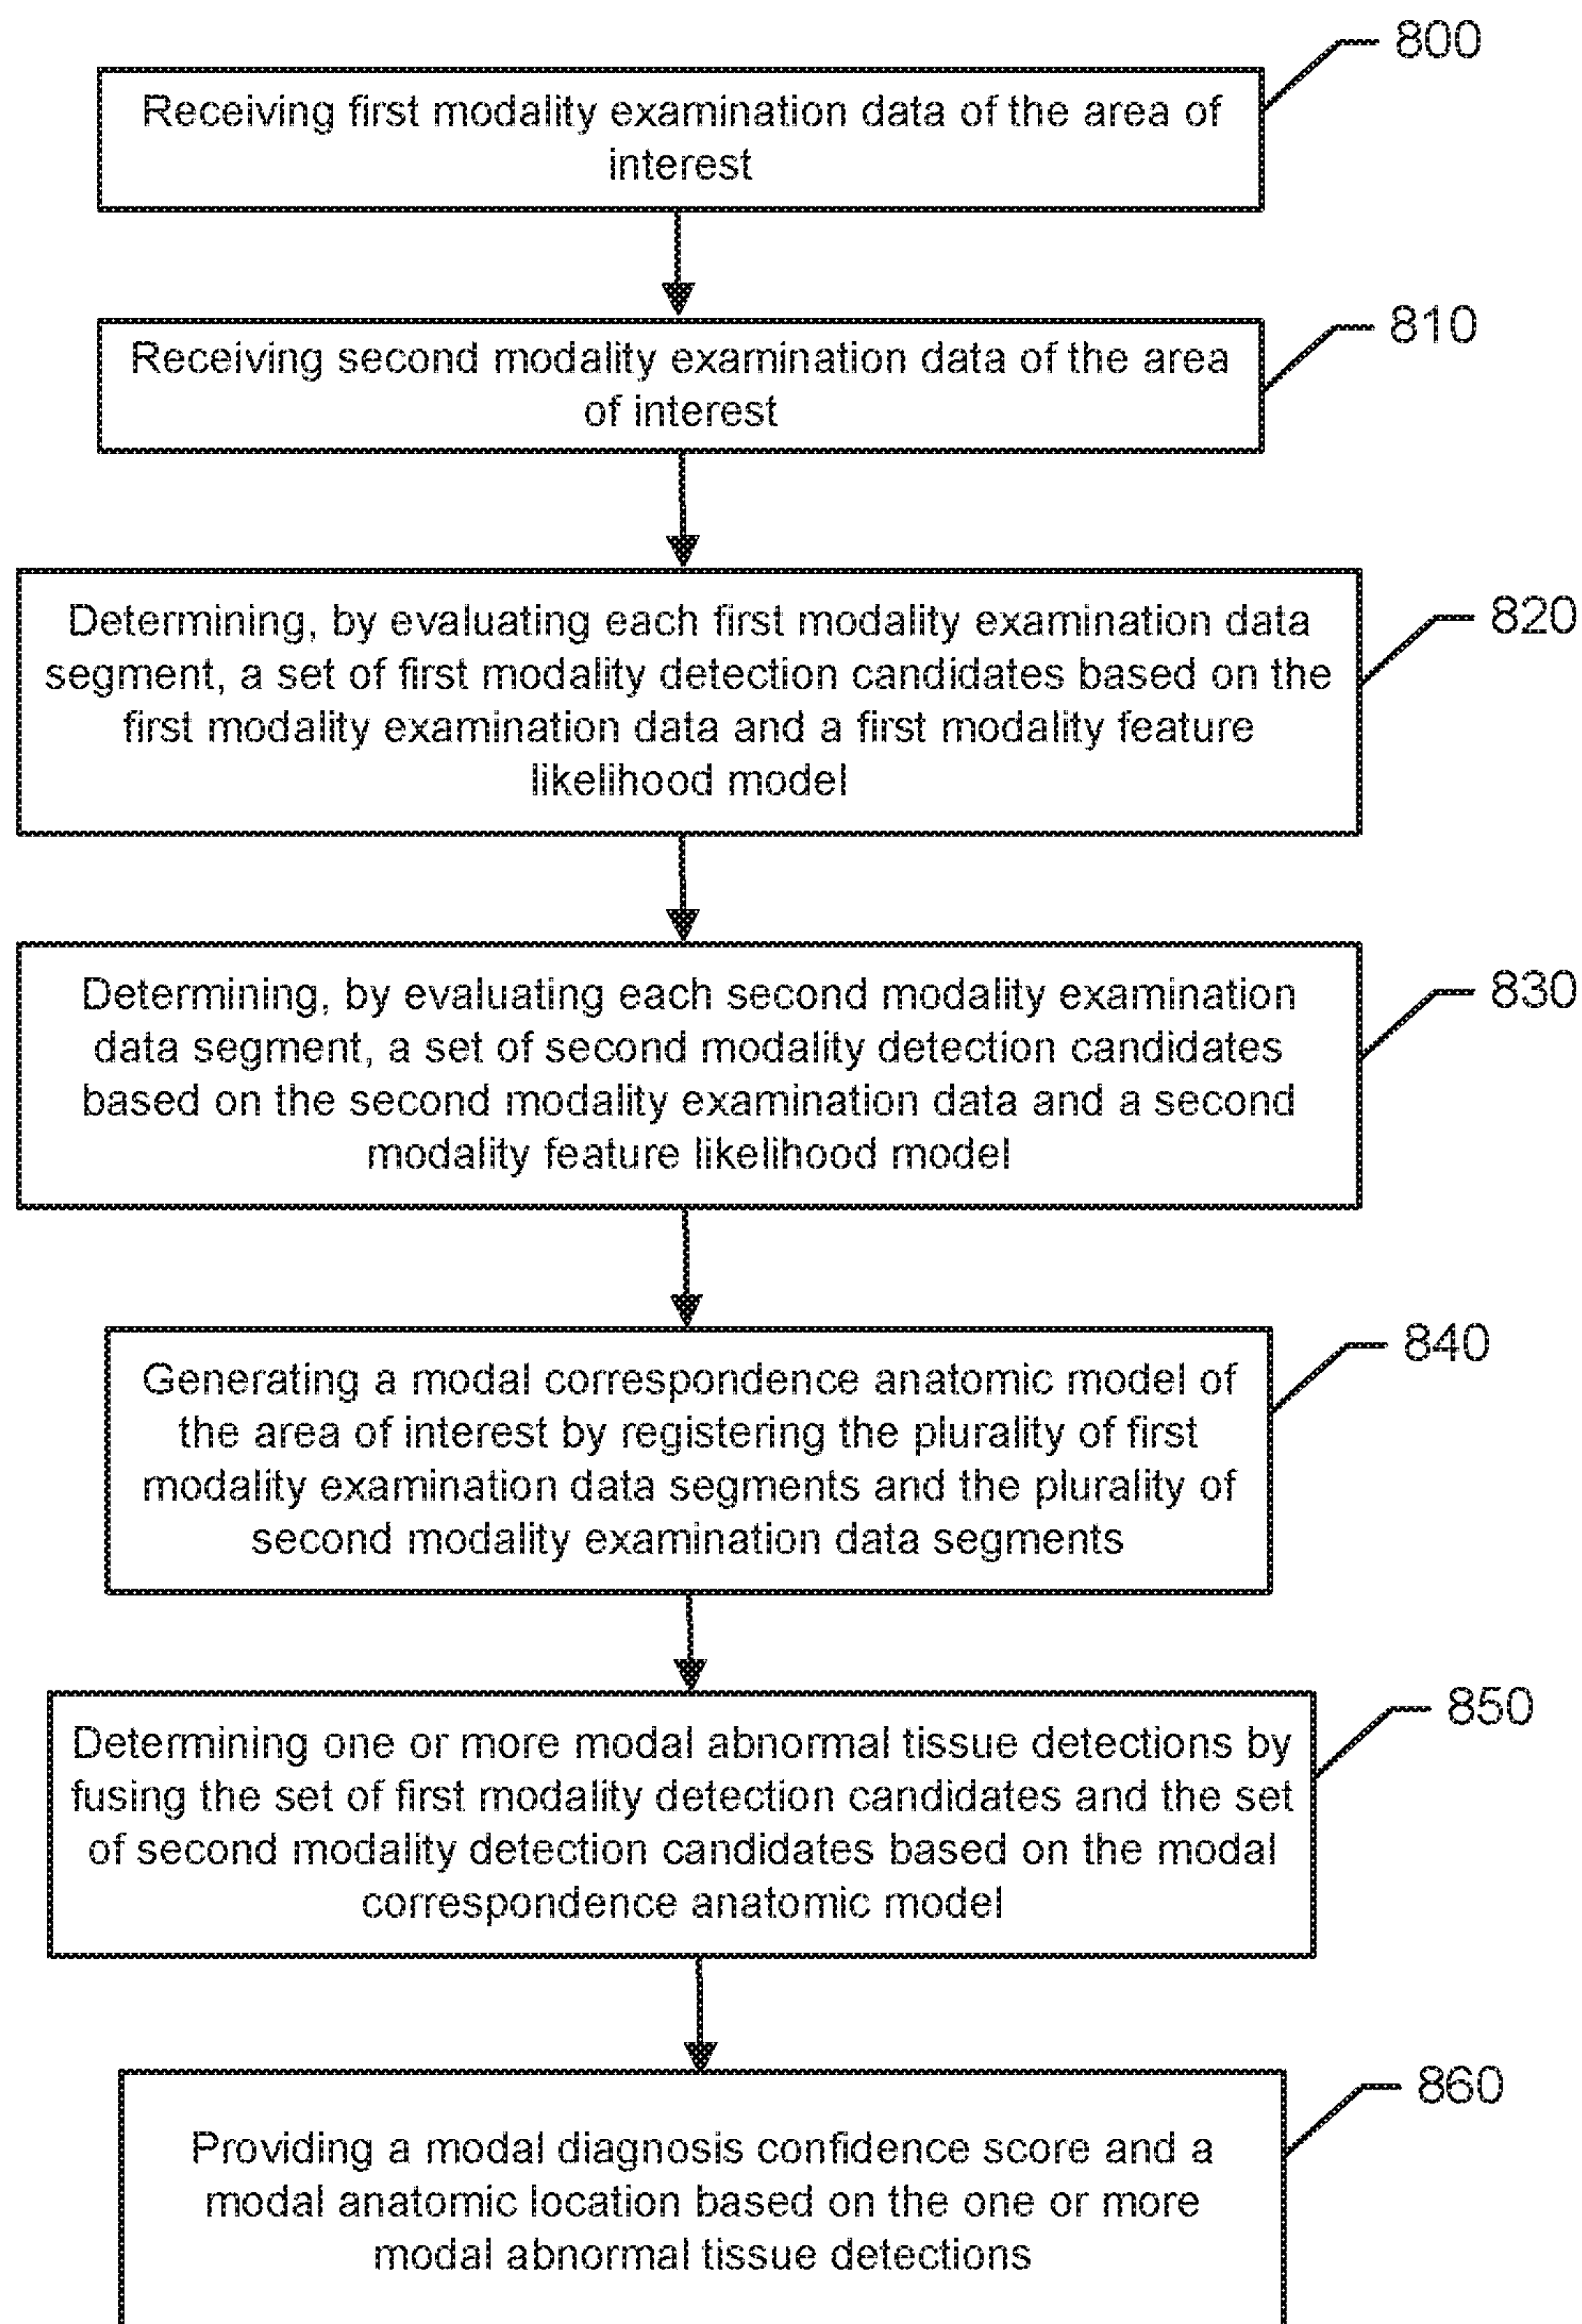 800
Receiving first modality examination data of the area of
interest
810
Receiving second modality examination data of the area
of interest
820
Determining, by evaluating each first modality examination data
segment, a set of first modality detection candidates based on the
first modality examination data and a first modality feature
likelihood model
830
Determining, by evaluating each second modality examination
data segment, a set of second modality detection candidates
based on the second modality examination data and a second
modality feature likelihood model
840
Generating a modal correspondence anatomic model of
the area of interest by registering the plurality of first
modality examination data segments and the plurality of
second modality examination data segments
850
Determining one or more modal abnormal tissue detections by
fusing the set of first modality detection candidates and the set
of second modality detection candidates based on the modal
correspondence anatomic model
860
Providing a modal diagnosis confidence score and a
modal anatomic location based on the one or more
modal abnormal tissue detections